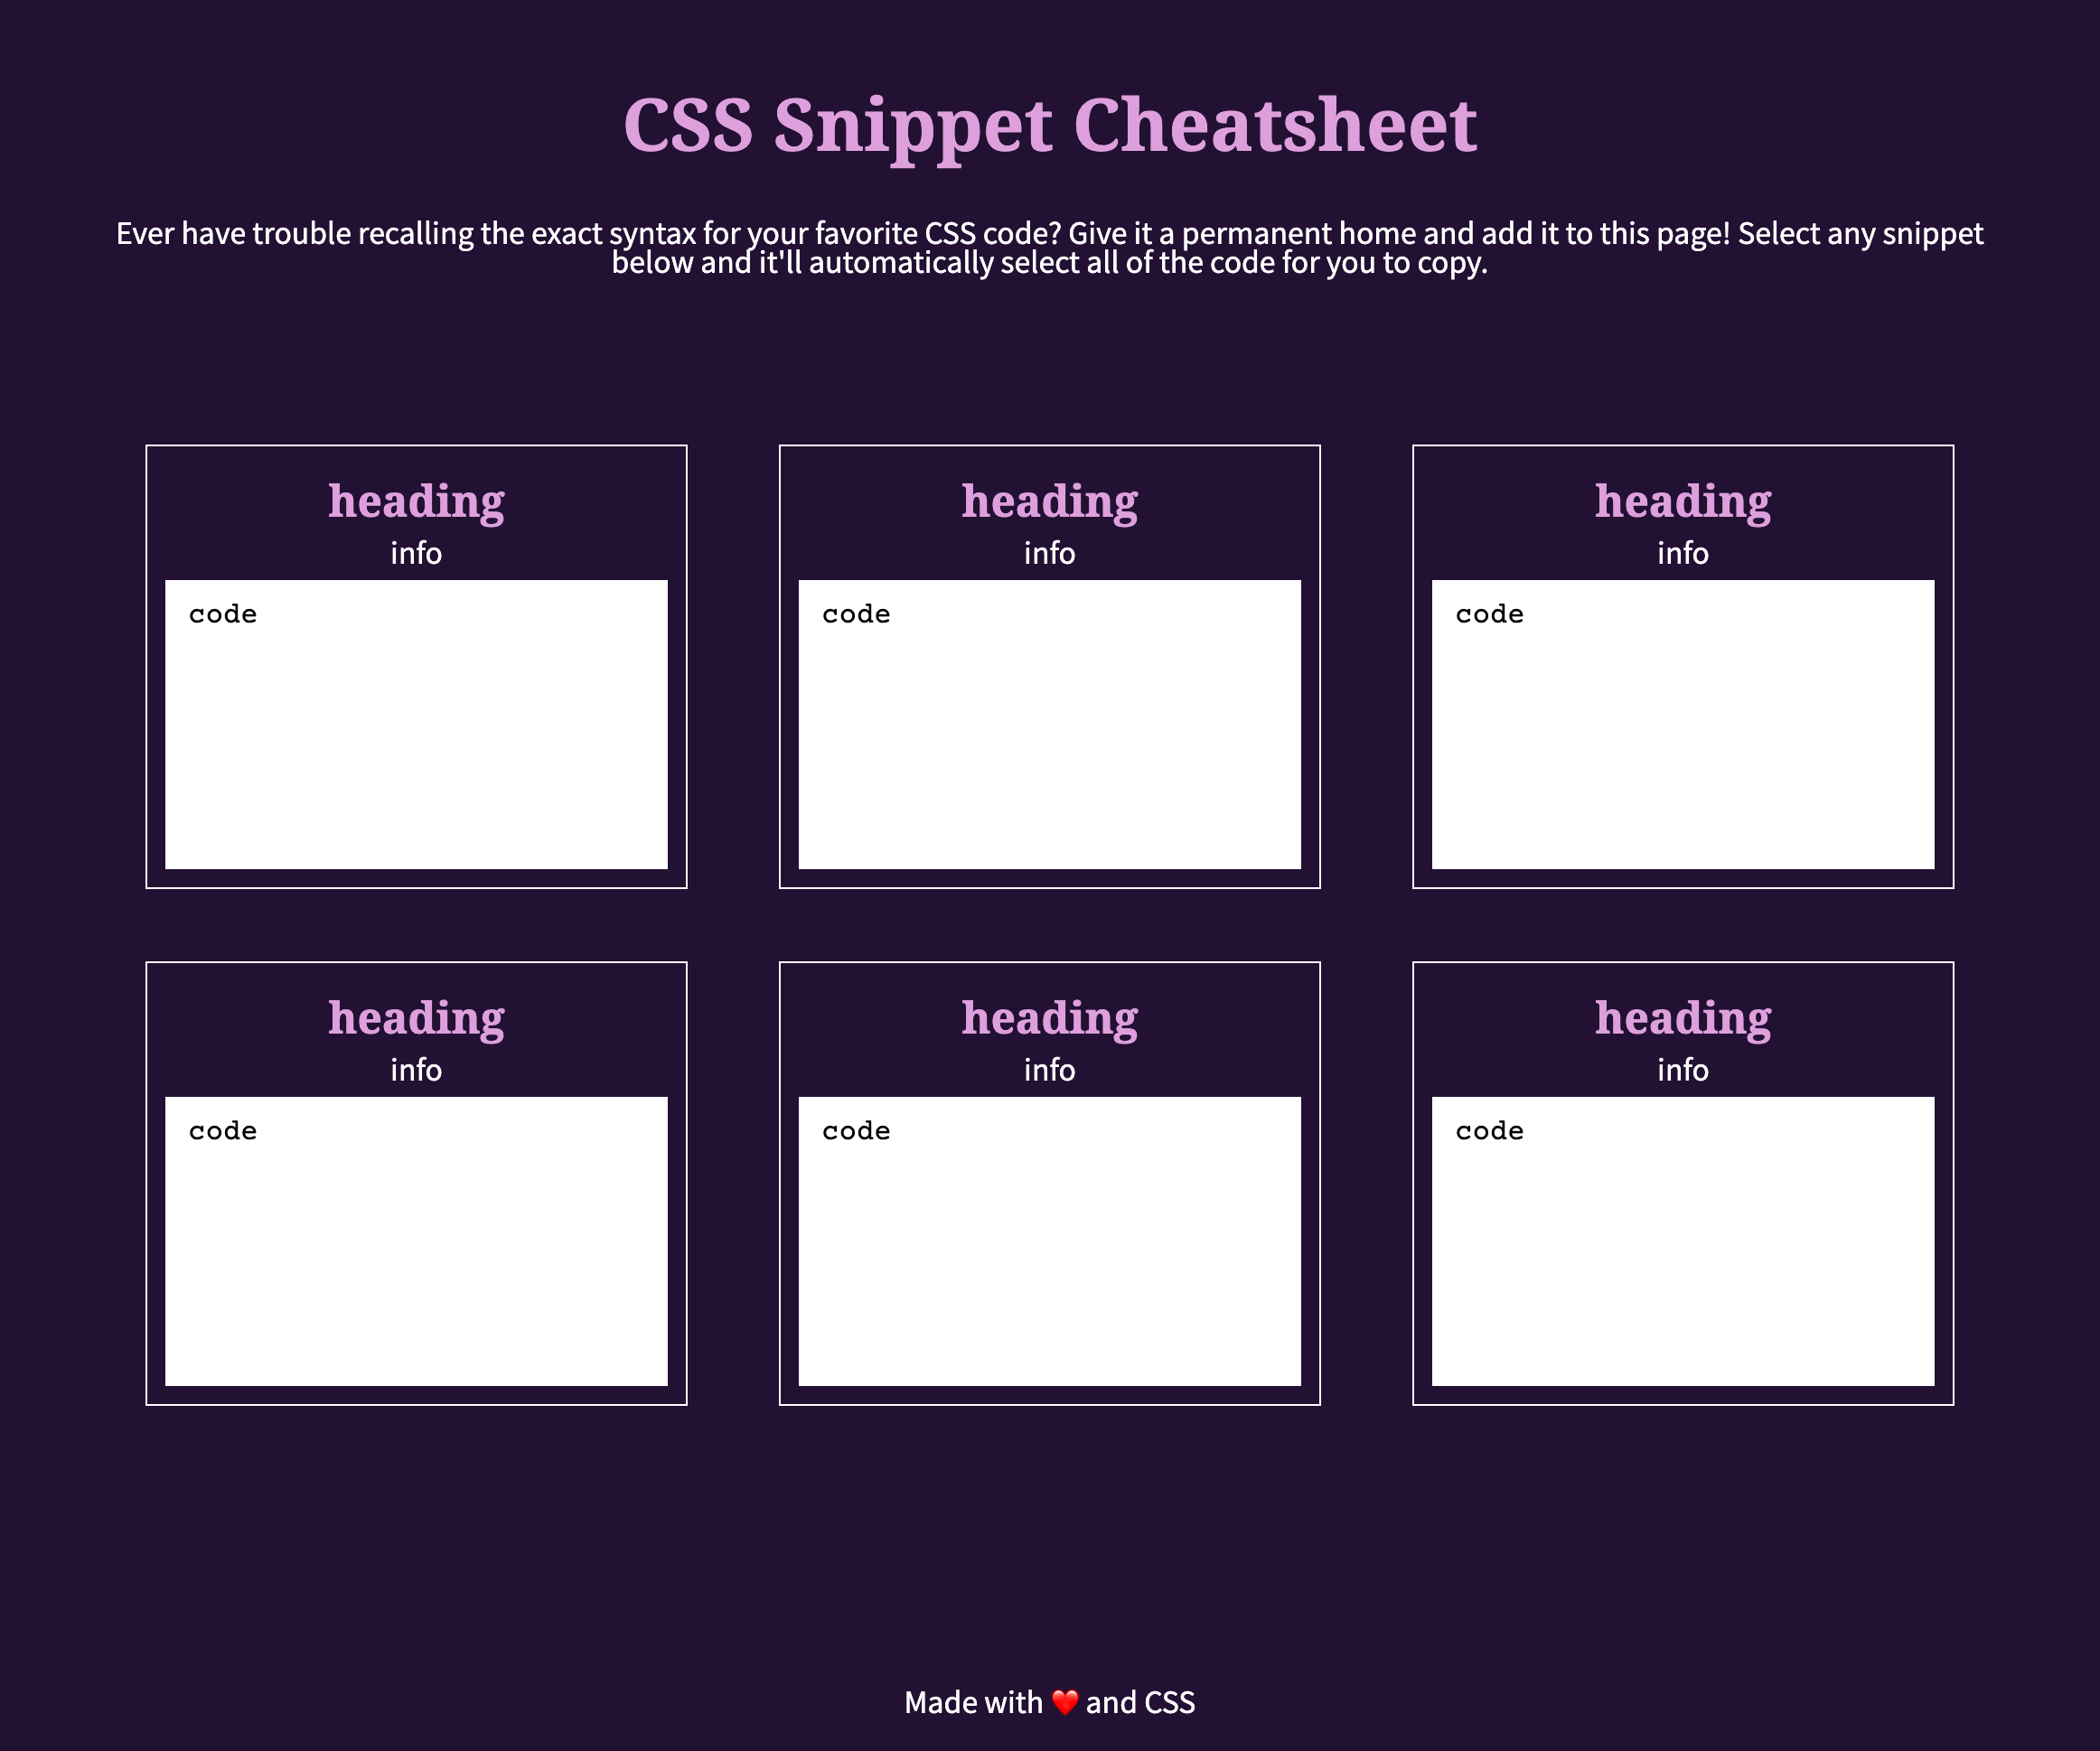 CSS Snippet Cheatsheet
Ever have trouble recalling the exact syntax for your favorite CSS code? Give it a permanent home and add it to this page! Select any snippet
below and it'll automatically select all of the code for you to copy.
heading
info
code
heading
info
code
heading
info
code
heading
info
code
heading
info
code
heading
info
code
Made with ❤️ and CSS